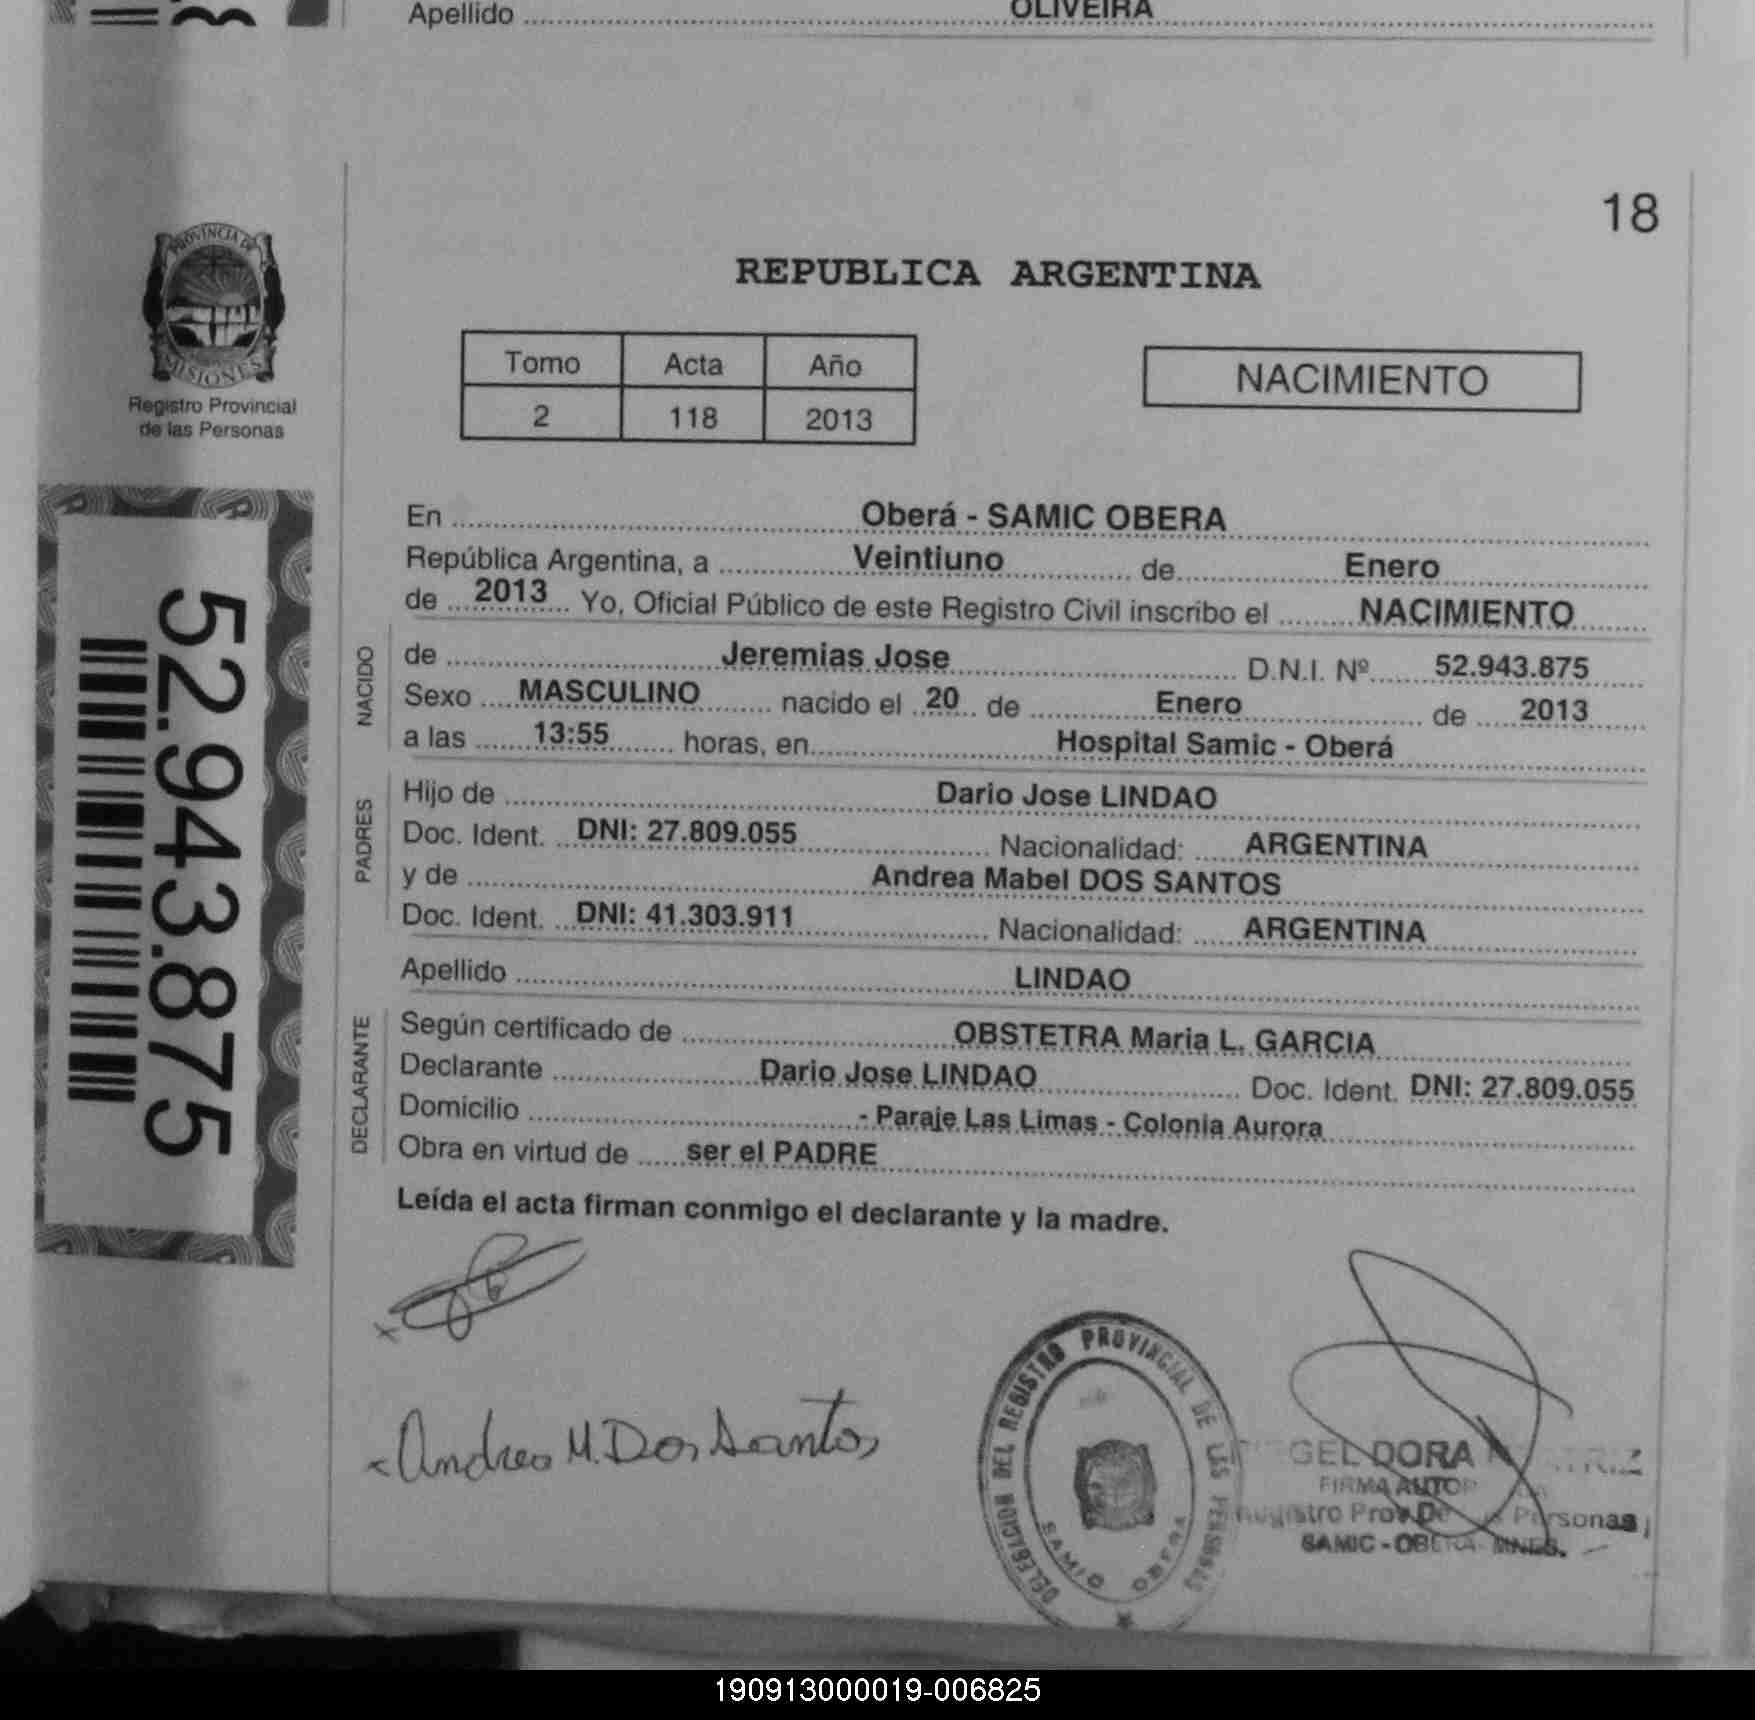 Apellido OLIVEIRA
18
PROVINCIA DE
MISIONES
Registro Provincial
de las Personas
REPUBLICA ARGENTINA
Tomo Acta Año
2 118 2013
NACIMIENTO
52.943.875
En Oberá - SAMIC OBERA
República Argentina, a Veintiuno de Enero
de 2013 Yo, Oficial Público de este Registro Civil inscribo el NACIMIENTO
NACIDO
de Jeremias Jose D.N.I. Nº 52.943.875
Sexo MASCULINO nacido el 20 de Enero de 2013
a las 13:55 horas, en Hospital Samic - Oberá
PADRES
Hijo de Dario Jose LINDAO
Doc. Ident. DNI: 27.809.055 Nacionalidad: ARGENTINA
y de Andrea Mabel DOS SANTOS
Doc. Ident. DNI: 41.303.911 Nacionalidad: ARGENTINA
Apellido LINDAO
DECLARANTE
Según certificado de OBSTETRA Maria L. GARCIA
Declarante Dario Jose LINDAO Doc. Ident. DNI: 27.809.055
Domicilio - Paraje Las Limas - Colonia Aurora
Obra en virtud de ser el PADRE
Leída el acta firman conmigo el declarante y la madre.
x
x Andrea M. Dos Santos
DELEGACION DEL REGISTRO PROVINCIAL DE LAS PERSONAS
SAMIC OBERA
DORA
FIRMA
Registro Prov. De Personas
SAMIC - OBERA - MNES.
190913000019-006825